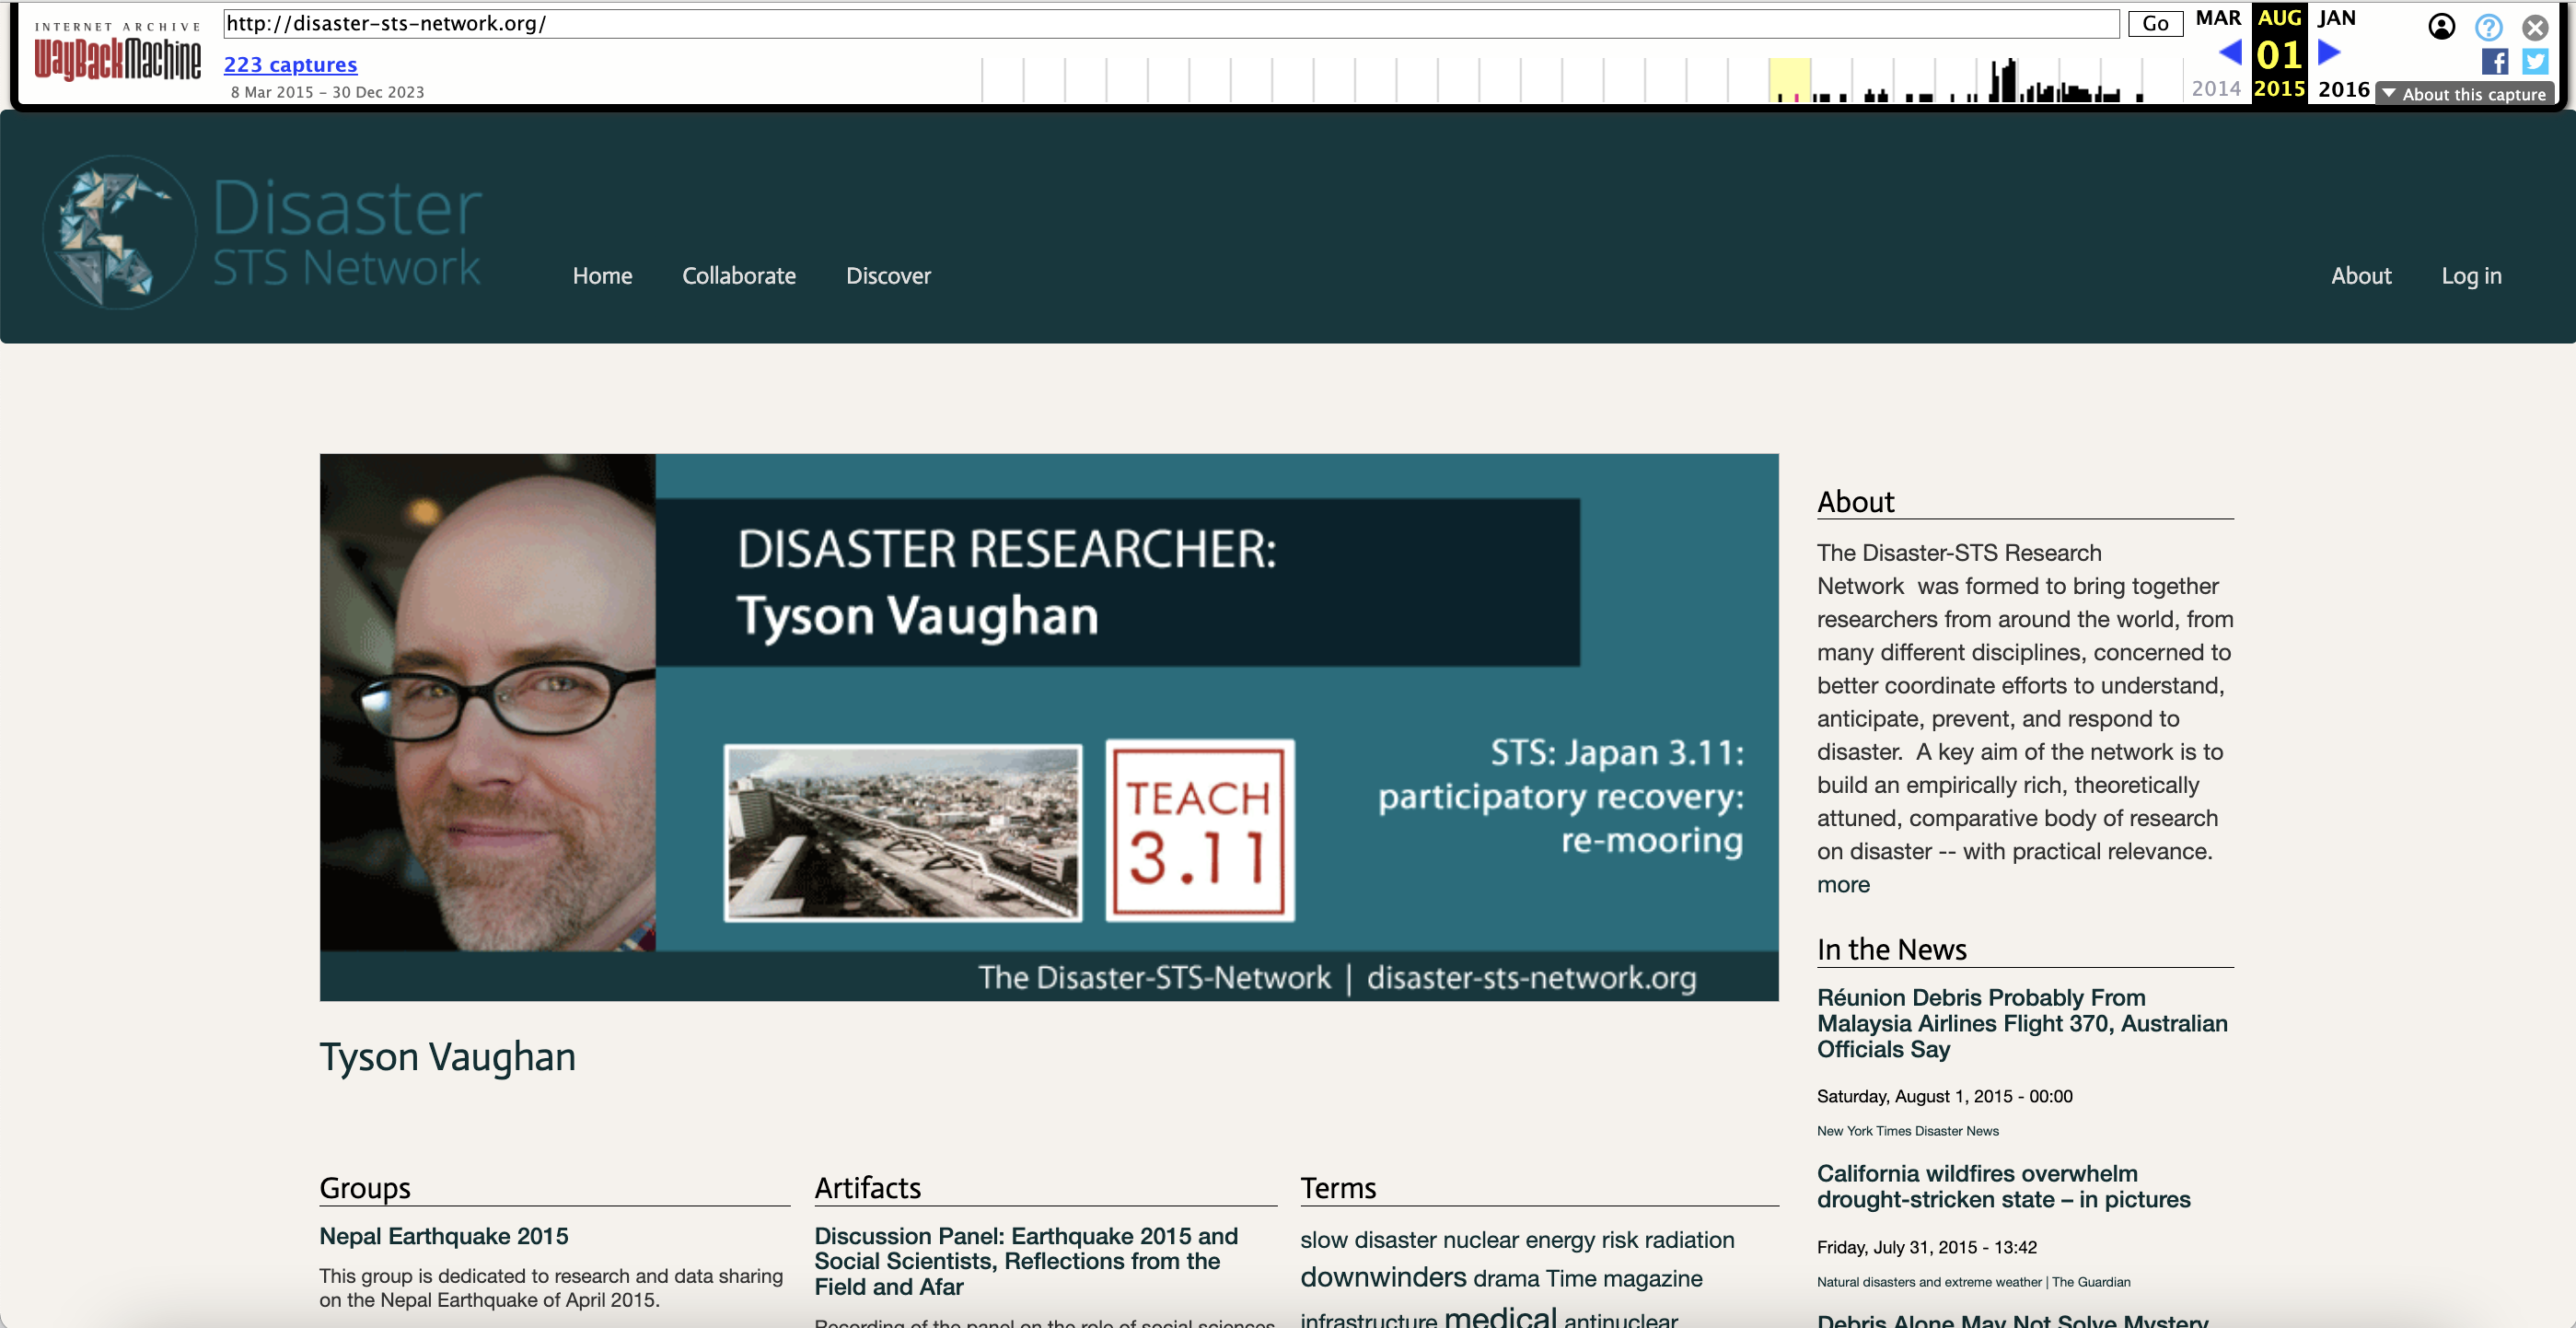 INTERNET ARCHIVE
WayBackMachine
http://disaster-sts-network.org/
Go
223 captures
8 Mar 2015 – 30 Dec 2023
MAR AUG JAN
01
2014 2015 2016
About this capture
Disaster
STS Network
Home Collaborate Discover
About Log in
DISASTER RESEARCHER:
Tyson Vaughan
TEACH
3.11
STS: Japan 3.11:
participatory recovery:
re-mooring
The Disaster-STS-Network | disaster-sts-network.org
Tyson Vaughan
Groups
Nepal Earthquake 2015
This group is dedicated to research and data sharing
on the Nepal Earthquake of April 2015.
Artifacts
Discussion Panel: Earthquake 2015 and
Social Scientists, Reflections from the
Field and Afar
Recording of the panel on the role of social sciences
Terms
slow disaster nuclear energy risk radiation
downwinders drama Time magazine
infrastructure medical antinuclear
About
The Disaster-STS Research
Network  was formed to bring together
researchers from around the world, from
many different disciplines, concerned to
better coordinate efforts to understand,
anticipate, prevent, and respond to
disaster.  A key aim of the network is to
build an empirically rich, theoretically
attuned, comparative body of research
on disaster -- with practical relevance.
more
In the News
Réunion Debris Probably From
Malaysia Airlines Flight 370, Australian
Officials Say
Saturday, August 1, 2015 - 00:00
New York Times Disaster News
California wildfires overwhelm
drought-stricken state – in pictures
Friday, July 31, 2015 - 13:42
Natural disasters and extreme weather | The Guardian
Debris Alone May Not Solve Mystery